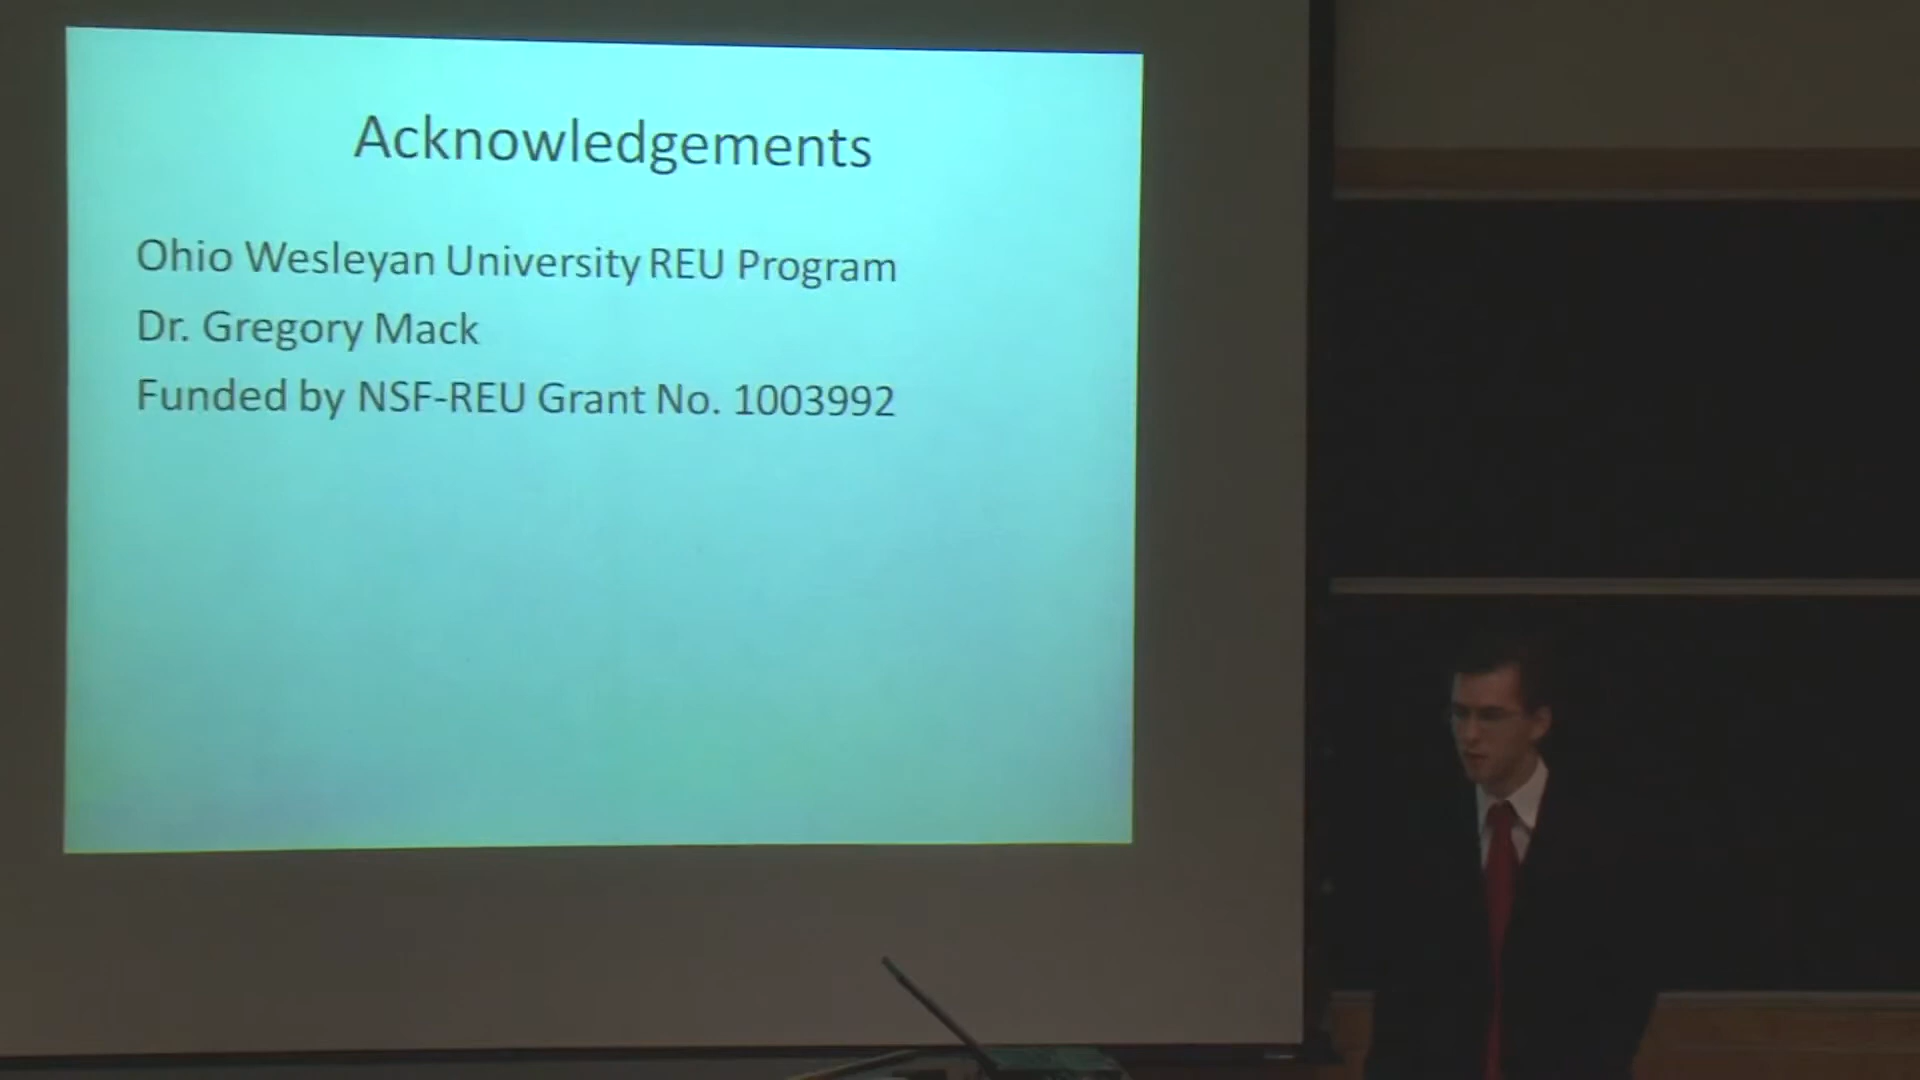 Acknowledgements
Ohio Wesleyan University REU Program
Dr. Gregory Mack
Funded by NSF-REU Grant No. 1003992